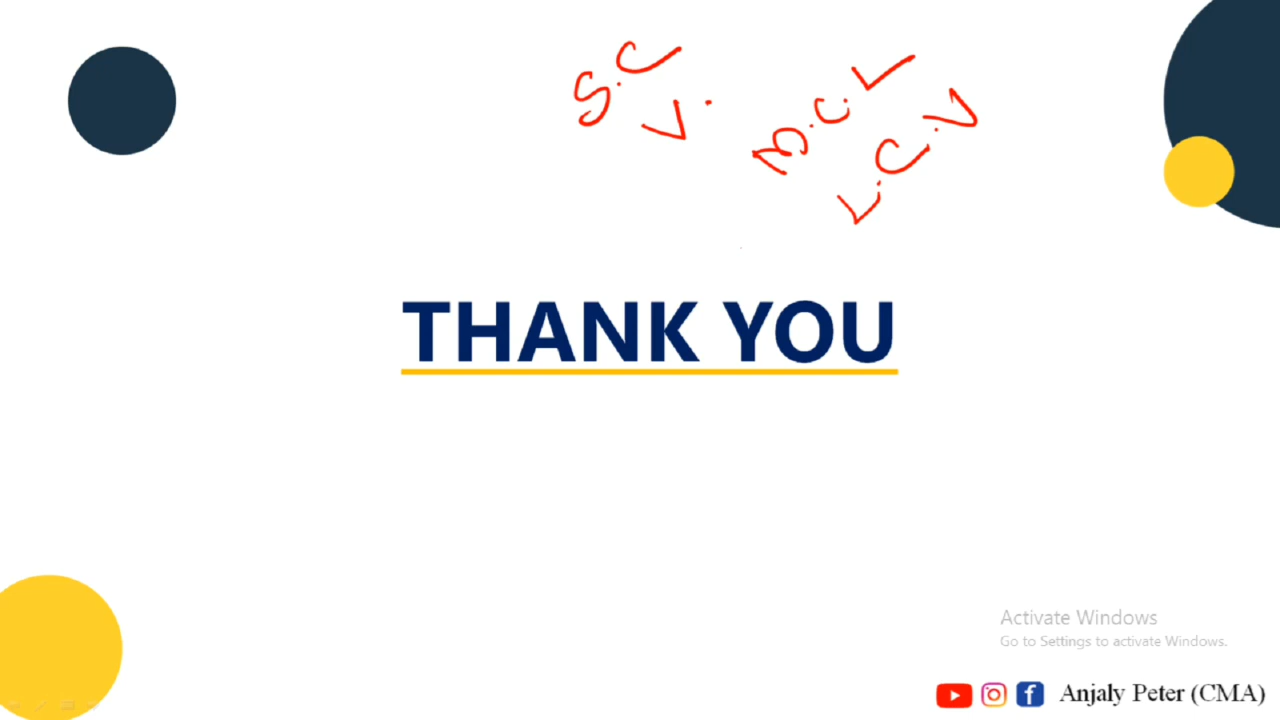 S.C
V.
M.C.V
L.C.V
THANK YOU
Activate Windows
Go to Settings to activate Windows.
Anjaly Peter (CMA)